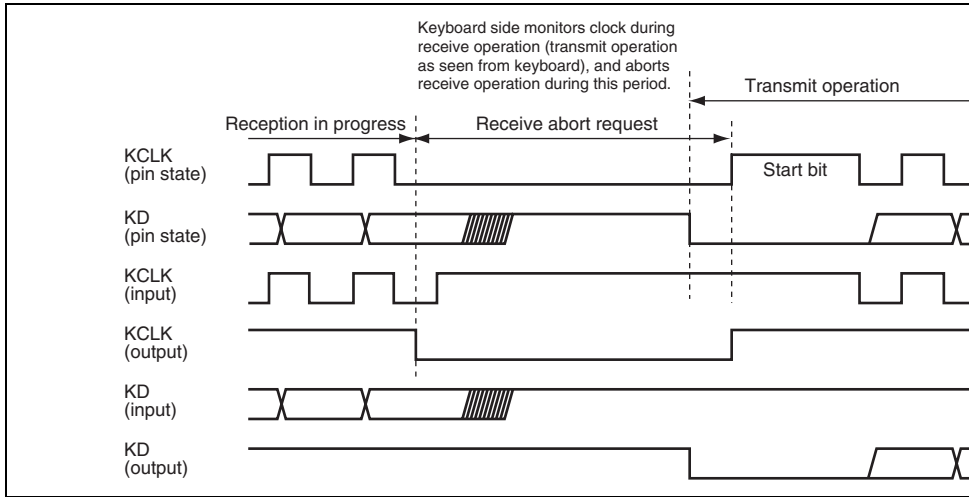 Keyboard side monitors clock during
receive operation (transmit operation
as seen from keyboard), and aborts
receive operation during this period.
Transmit operation
Reception in progress
Receive abort request
KCLK
(pin state)
Start bit
KD
(pin state)
KCLK
(input)
KCLK
(output)
KD
(input)
KD
(output)